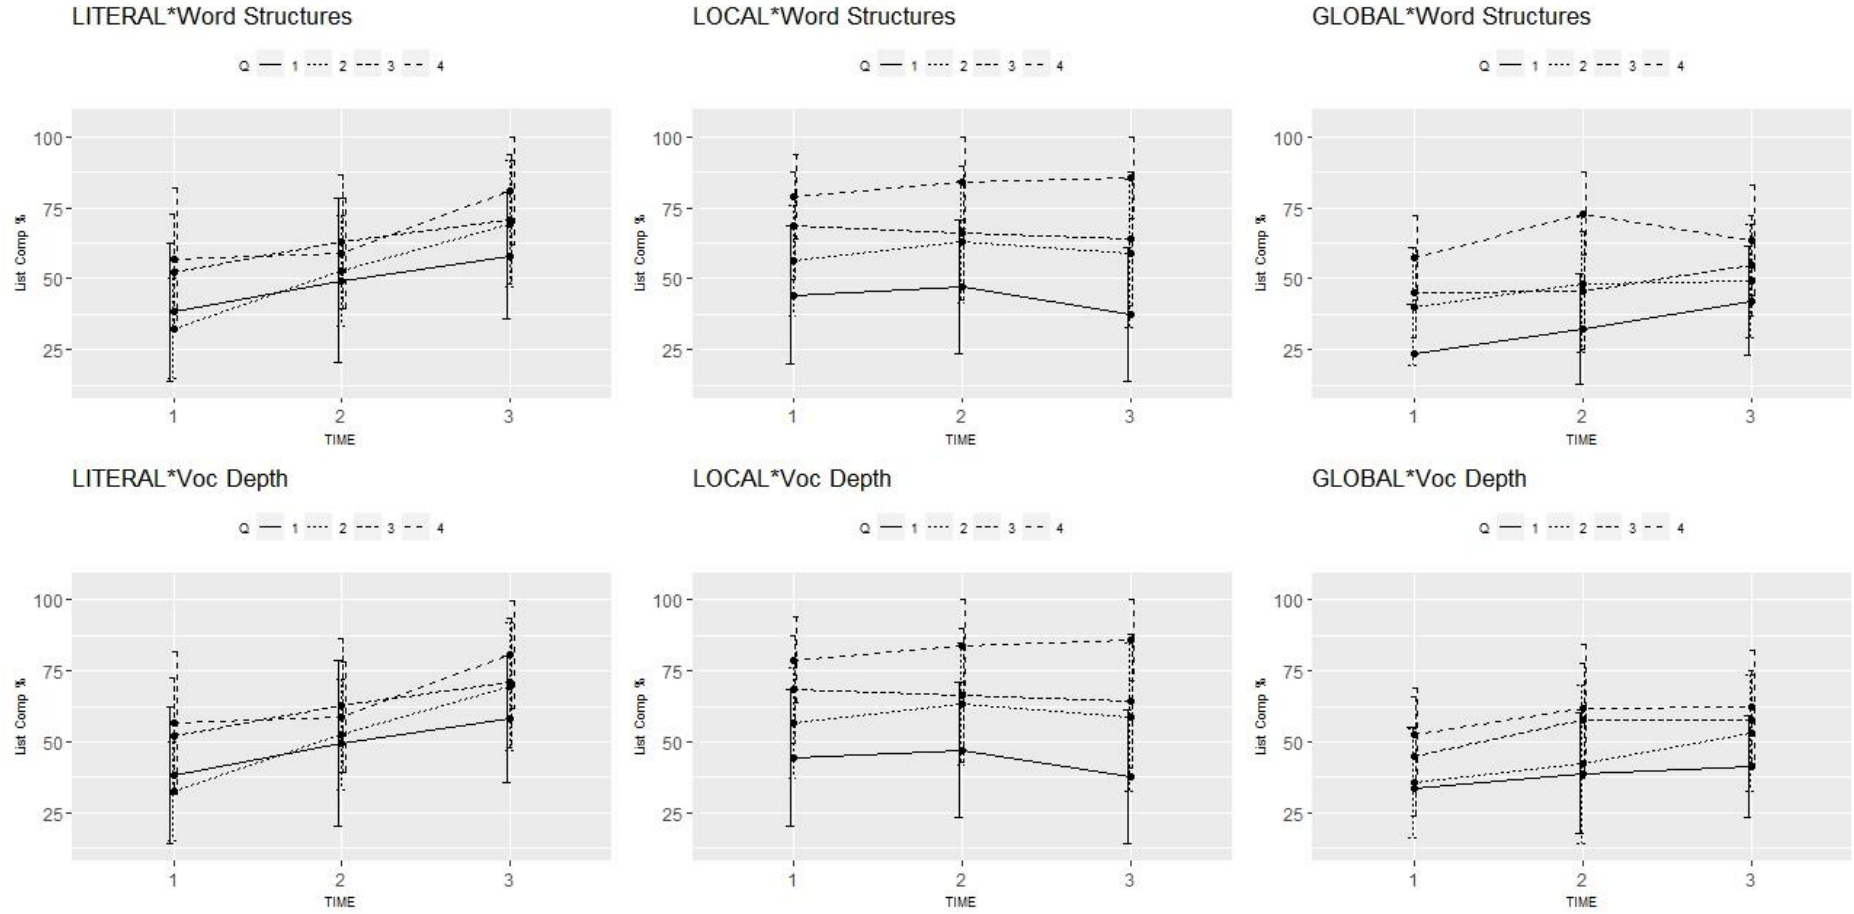 LITERAL*Word Structures
Q 1 2 3 4
100
75
50
25
List Comp %
1 2 3
TIME
LOCAL*Word Structures
Q 1 2 3 4
100
75
50
25
List Comp %
1 2 3
TIME
GLOBAL*Word Structures
Q 1 2 3 4
100
75
50
25
List Comp %
1 2 3
TIME
LITERAL*Voc Depth
Q 1 2 3 4
100
75
50
25
List Comp %
1 2 3
TIME
LOCAL*Voc Depth
Q 1 2 3 4
100
75
50
25
List Comp %
1 2 3
TIME
GLOBAL*Voc Depth
Q 1 2 3 4
100
75
50
25
List Comp %
1 2 3
TIME